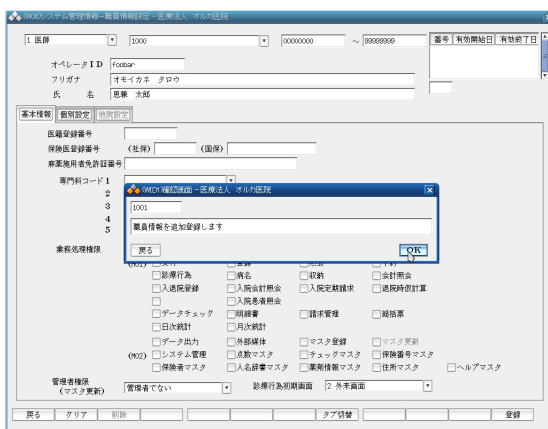 (W00)システム管理情報-職員情報設定-医療法人 オルカ医院
1 医師 1000 00000000 ～ 99999999 番号 有効開始日 有効終了日
オペレータID foobar
フリガナ オモイカネ タロウ
氏 名 思兼 太郎
基本情報 個別設定 他院設定
医籍登録番号
保険医登録番号 (社保) (国保)
麻薬施用者免許証番号
専門科コード 1
2
3
4
5
(WID1)確認画面-医療法人 オルカ医院
1001
職員情報を追加登録します
戻る OK
業務処理権限
(M01)
診療行為 病名 収納 会計照会
入退院登録 入院会計照会 入院定期請求 退院時仮計算
入院患者照会
データチェック 明細書 請求管理 総括票
日次統計 月次統計
データ出力 外部媒体 マスタ登録 マスタ更新
(M02) システム管理 点数マスタ チェックマスタ 保険番号マスタ
保険者マスタ 人名辞書マスタ 薬剤情報マスタ 住所マスタ ヘルプマスタ
管理者権限
(マスタ更新) 管理者でない 診療行為初期画面 2 外来画面
戻る クリア 削除 タブ切替 登録